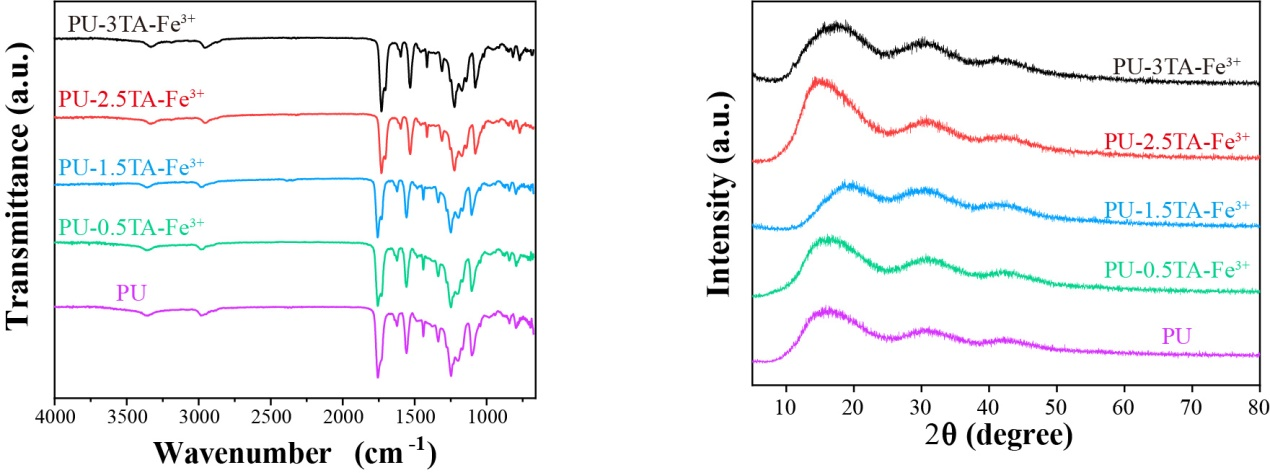 PU-3TA-Fe³⁺
PU-2.5TA-Fe³⁺
PU-1.5TA-Fe³⁺
PU-0.5TA-Fe³⁺
PU
Transmittance (a.u.)
4000 3500 3000 2500 2000 1500 1000
Wavenumber (cm⁻¹)
PU-3TA-Fe³⁺
PU-2.5TA-Fe³⁺
PU-1.5TA-Fe³⁺
PU-0.5TA-Fe³⁺
PU
Intensity (a.u.)
10 20 30 40 50 60 70 80
2θ (degree)